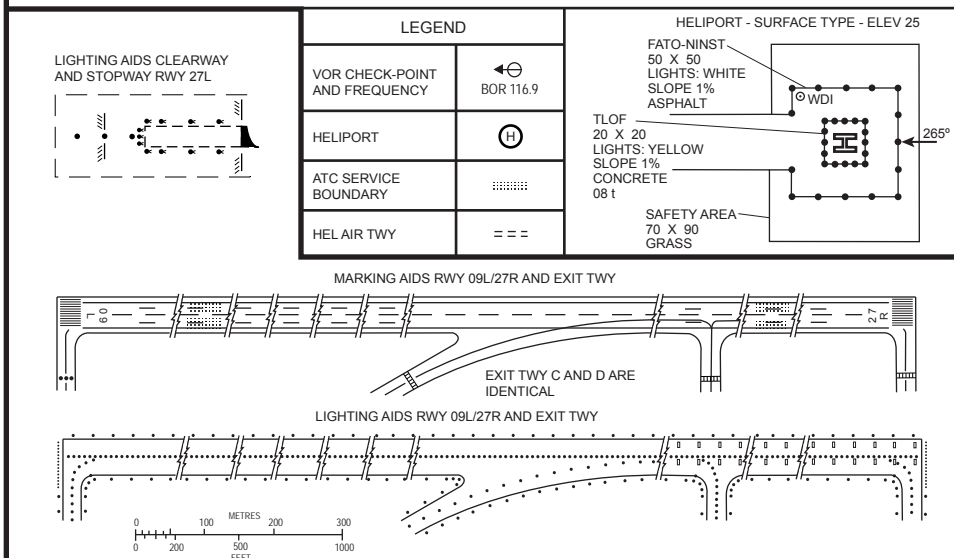 LIGHTING AIDS CLEARWAY
AND STOPWAY RWY 27L
LEGEND
VOR CHECK-POINT
AND FREQUENCY
BOR 116.9
HELIPORT
H
ATC SERVICE
BOUNDARY
HEL AIR TWY
HELIPORT - SURFACE TYPE - ELEV 25
FATO-NINST
50 X 50
LIGHTS: WHITE
SLOPE 1%
ASPHALT
WDI
TLOF
20 X 20
LIGHTS: YELLOW
SLOPE 1%
CONCRETE
08 t
H
265º
SAFETY AREA
70 X 90
GRASS
MARKING AIDS RWY 09L/27R AND EXIT TWY
09
L
27
R
EXIT TWY C AND D ARE
IDENTICAL
LIGHTING AIDS RWY 09L/27R AND EXIT TWY
METRES
0 100 200 300
0 200 500 1000
FEET